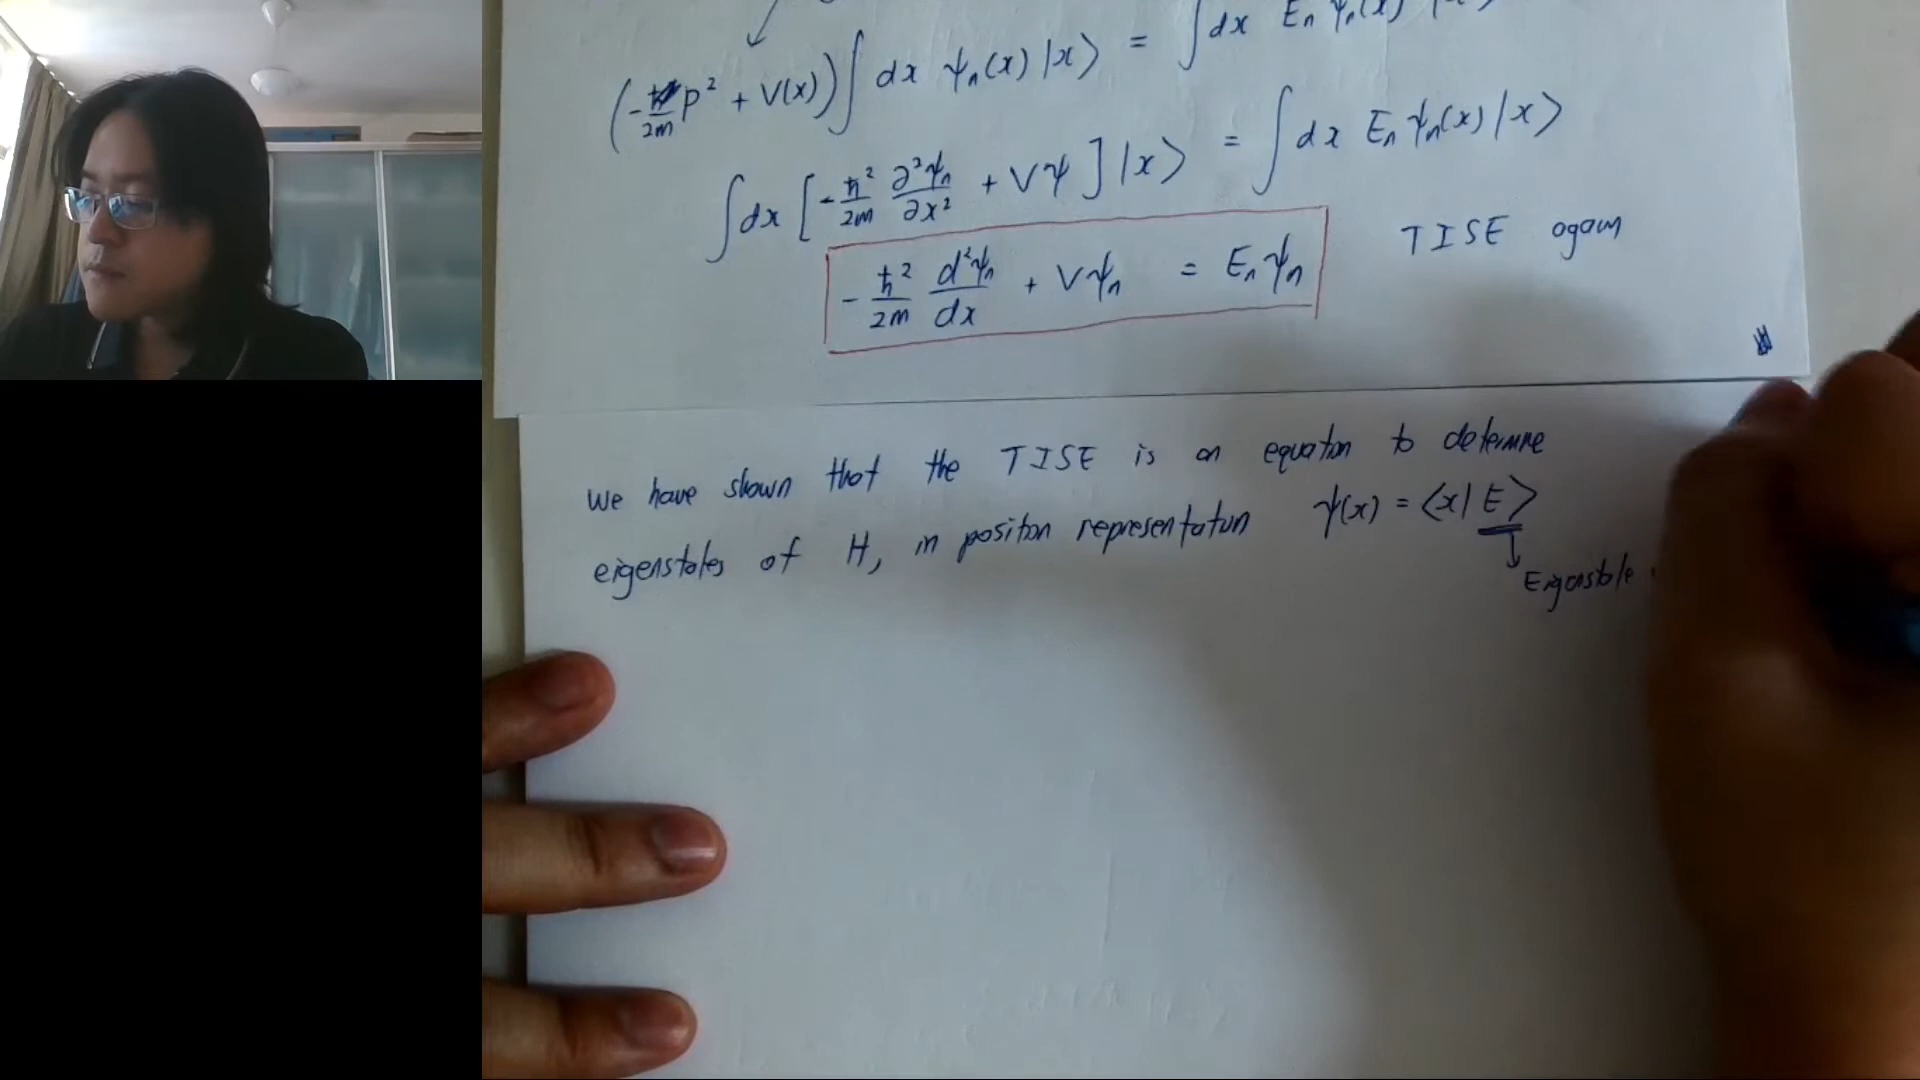 (-ℏ/2m p² + V(x)) ∫ dx ψₙ(x) |x⟩ = ∫ dx Eₙ ψₙ(x)
∫ dx [-ℏ²/2m ∂²ψₙ/∂x² + Vψ] |x⟩ = ∫ dx Eₙ ψₙ(x) |x⟩
-ℏ²/2m d²ψₙ/dx + Vψₙ = Eₙ ψₙ TISE again
We have shown that the TISE is an equation to determine
eigenstates of H, in position representation ψ(x) = ⟨x|E⟩
Eigenstate